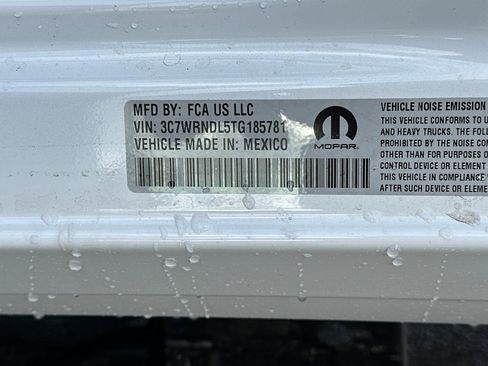 MFD BY: FCA US LLC
VIN: 3C7WRNDL5TG185781
VEHICLE MADE IN: MEXICO
MOPAR
VEHICLE NOISE EMISSION
THIS VEHICLE CONFORMS TO U
AND HEAVY TRUCKS. THE FOLL
PROHIBITED BY THE NOISE CON
OTHER THAN FOR PURPOSES O
CONTROL DEVICE OR ELEMENT
THIS VEHICLE IN COMPLIANCE
AFTER SUCH DEVICE OR ELEME